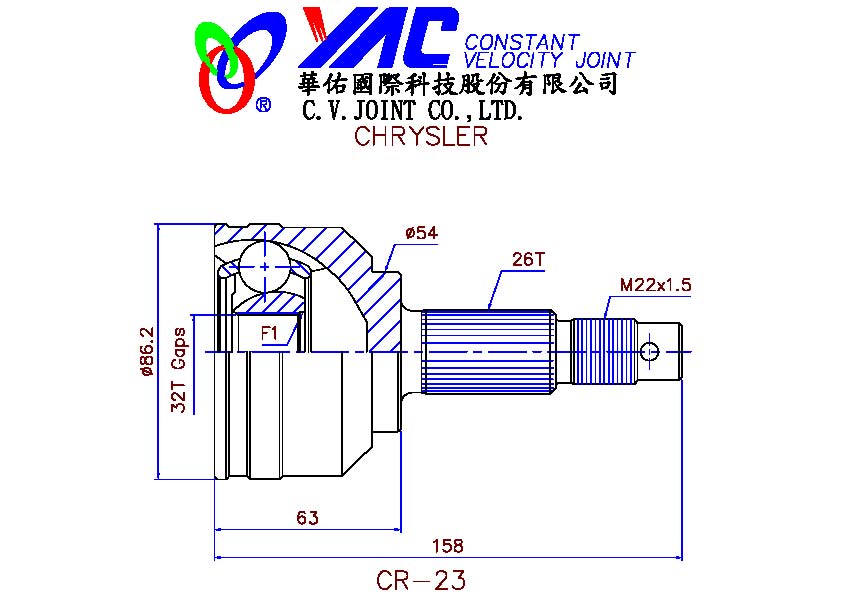 YAC CONSTANT
VELOCITY JOINT
®
華佑國際科技股份有限公司
C.V.JOINT CO.,LTD.
CHRYSLER
ø54
26T
M22x1.5
F1
ø86.2
32T Gaps
63
158
CR-23